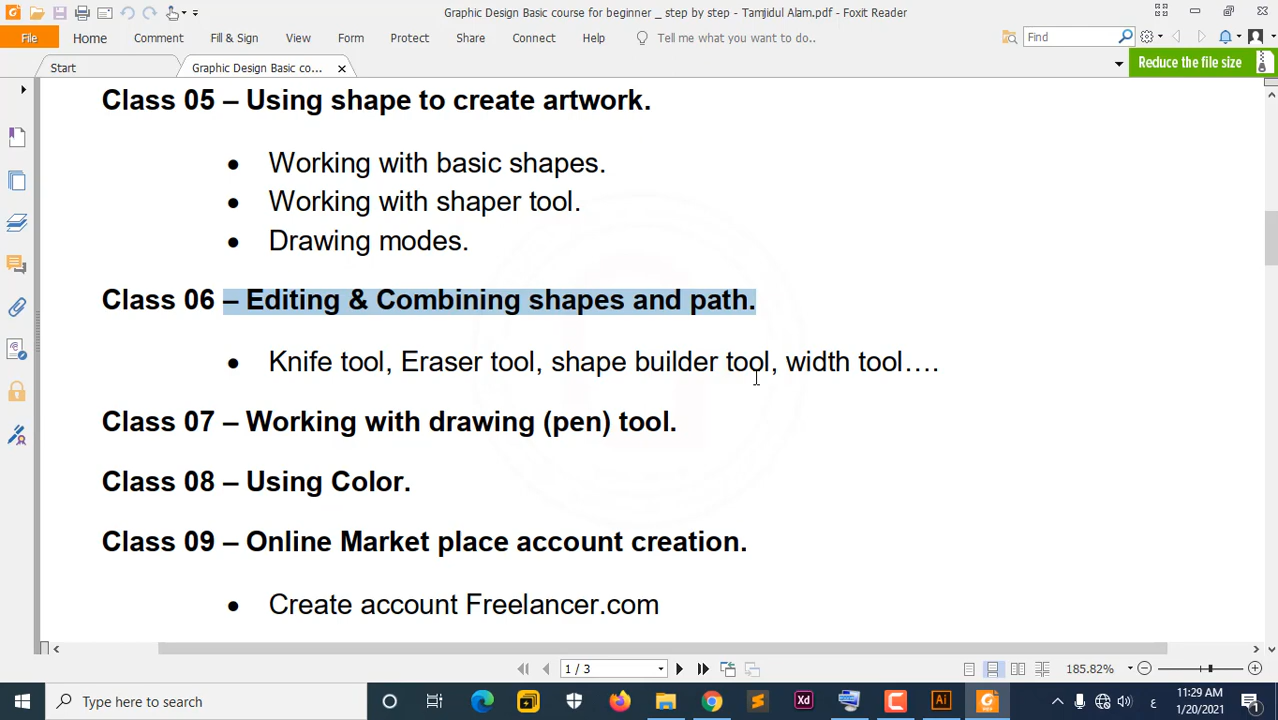 Graphic Design Basic course for beginner _ step by step - Tamjidul Alam.pdf - Foxit Reader
File Home Comment Fill & Sign View Form Protect Share Connect Help Tell me what you want to do.. Find
Start Graphic Design Basic co... Reduce the file size
Class 05 – Using shape to create artwork.
• Working with basic shapes.
• Working with shaper tool.
• Drawing modes.
Class 06 – Editing & Combining shapes and path.
• Knife tool, Eraser tool, shape builder tool, width tool….
Class 07 – Working with drawing (pen) tool.
Class 08 – Using Color.
Class 09 – Online Market place account creation.
• Create account Freelancer.com
1 / 3 185.82%
Type here to search Xd Ai ع 11:29 AM
1/20/2021 1